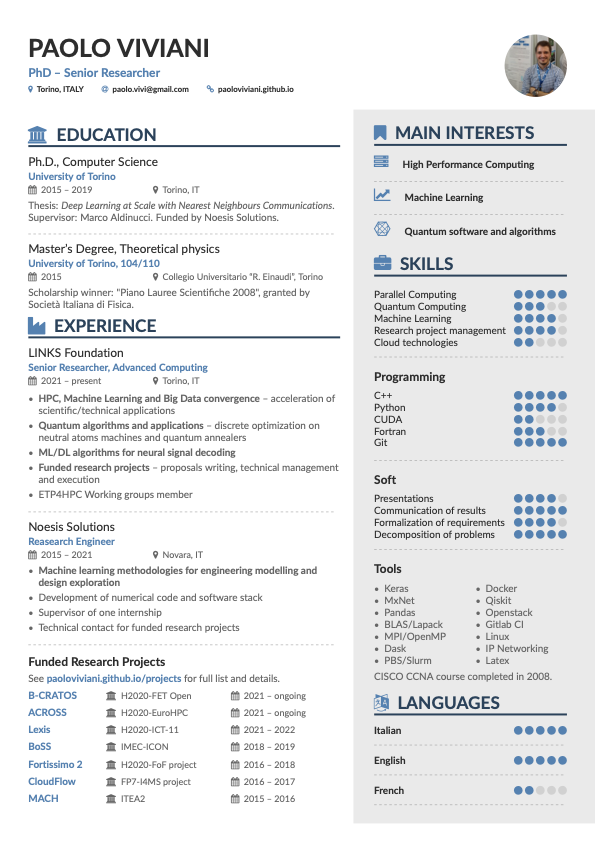 PAOLO VIVIANI
PhD – Senior Researcher
Torino, ITALY paolo.vivi@gmail.com paoloviviani.github.io
EDUCATION
Ph.D., Computer Science
University of Torino
2015 – 2019 Torino, IT
Thesis: Deep Learning at Scale with Nearest Neighbours Communications.
Supervisor: Marco Aldinucci. Funded by Noesis Solutions.
Master's Degree, Theoretical physics
University of Torino, 104/110
2015 Collegio Universitario "R. Einaudi", Torino
Scholarship winner: "Piano Lauree Scientifiche 2008", granted by
Società Italiana di Fisica.
EXPERIENCE
LINKS Foundation
Senior Researcher, Advanced Computing
2021 – present Torino, IT
• HPC, Machine Learning and Big Data convergence – acceleration of
scientific/technical applications
• Quantum algorithms and applications – discrete optimization on
neutral atoms machines and quantum annealers
• ML/DL algorithms for neural signal decoding
• Funded research projects – proposals writing, technical management
and execution
• ETP4HPC Working groups member
Noesis Solutions
Reasearch Engineer
2015 – 2021 Novara, IT
• Machine learning methodologies for engineering modelling and
design exploration
• Development of numerical code and software stack
• Supervisor of one internship
• Technical contact for funded research projects
Funded Research Projects
See paoloviviani.github.io/projects for full list and details.
B-CRATOS H2020-FET Open 2021 – ongoing
ACROSS H2020-EuroHPC 2021 – ongoing
Lexis H2020-ICT-11 2021 – 2022
BoSS IMEC-ICON 2018 – 2019
Fortissimo 2 H2020-FoF project 2016 – 2018
CloudFlow FP7-I4MS project 2016 – 2017
MACH ITEA2 2015 – 2016
MAIN INTERESTS
High Performance Computing
Machine Learning
Quantum software and algorithms
SKILLS
Parallel Computing
Quantum Computing
Machine Learning
Research project management
Cloud technologies
Programming
C++
Python
CUDA
Fortran
Git
Soft
Presentations
Communication of results
Formalization of requirements
Decomposition of problems
Tools
• Keras
• MxNet
• Pandas
• BLAS/Lapack
• MPI/OpenMP
• Dask
• PBS/Slurm
• Docker
• Qiskit
• Openstack
• Gitlab CI
• Linux
• IP Networking
• Latex
CISCO CCNA course completed in 2008.
LANGUAGES
Italian
English
French